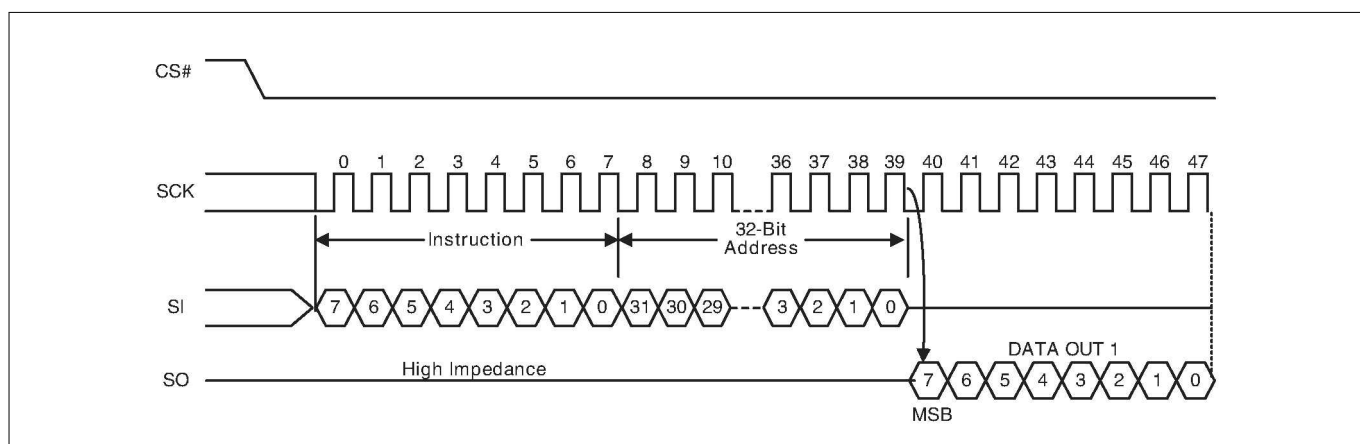 CS#
0 1 2 3 4 5 6 7 8 9 10 36 37 38 39 40 41 42 43 44 45 46 47
SCK
Instruction
32-Bit
Address
SI
7 6 5 4 3 2 1 0 31 30 29 3 2 1 0
DATA OUT 1
SO
High Impedance
7 6 5 4 3 2 1 0
MSB